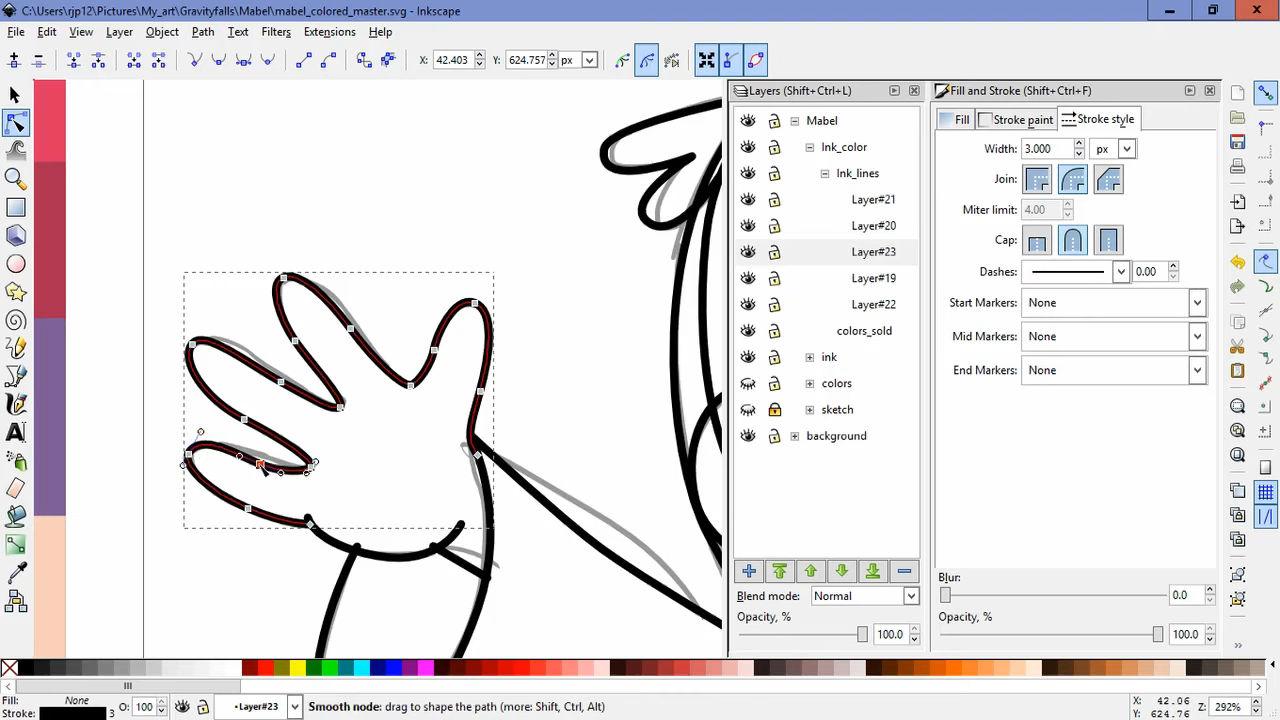 C:\Users\rjp12\Pictures\My_art\Gravityfalls\Mabel\mabel_colored_master.svg - Inkscape
File Edit View Layer Object Path Text Filters Extensions Help
X: 42.403 Y: 624.757 px
Layers (Shift+Ctrl+L)
Mabel
Ink_color
Ink_lines
Layer#21
Layer#20
Layer#23
Layer#19
Layer#22
colors_sold
ink
colors
sketch
background
Blend mode: Normal
Opacity, % 100.0
Fill and Stroke (Shift+Ctrl+F)
Fill Stroke paint Stroke style
Width: 3.000 px
Join:
Miter limit: 4.00
Cap:
Dashes: 0.00
Start Markers: None
Mid Markers: None
End Markers: None
Blur:
0.0
Opacity, %
100.0
Fill: None
Stroke: 3
O: 100
•Layer#23
Smooth node: drag to shape the path (more: Shift, Ctrl, Alt)
X: 42.06
Y: 624.76
Z: 292%